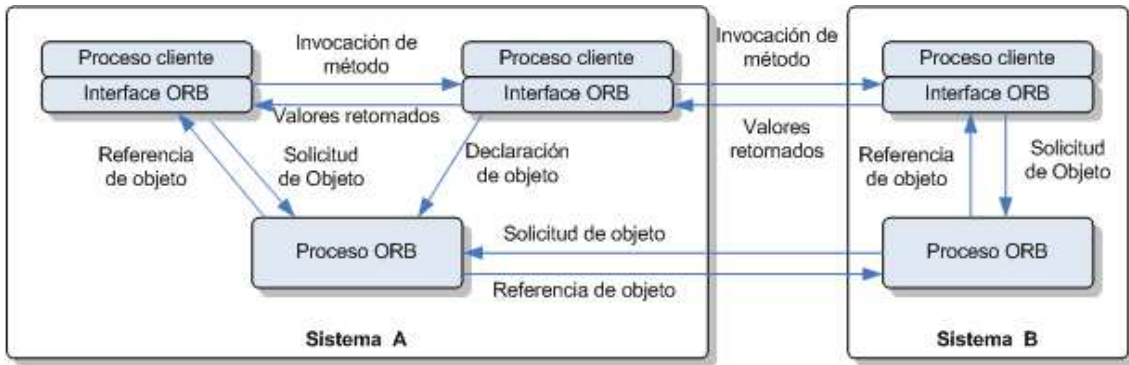 Proceso cliente
Interface ORB
Invocación de
método
Valores retornados
Proceso cliente
Interface ORB
Invocación de
método
Valores
retornados
Proceso cliente
Interface ORB
Referencia
de objeto
Solicitud
de Objeto
Declaración
de objeto
Referencia
de objeto
Solicitud
de Objeto
Proceso ORB
Solicitud de objeto
Referencia de objeto
Proceso ORB
Sistema A
Sistema B